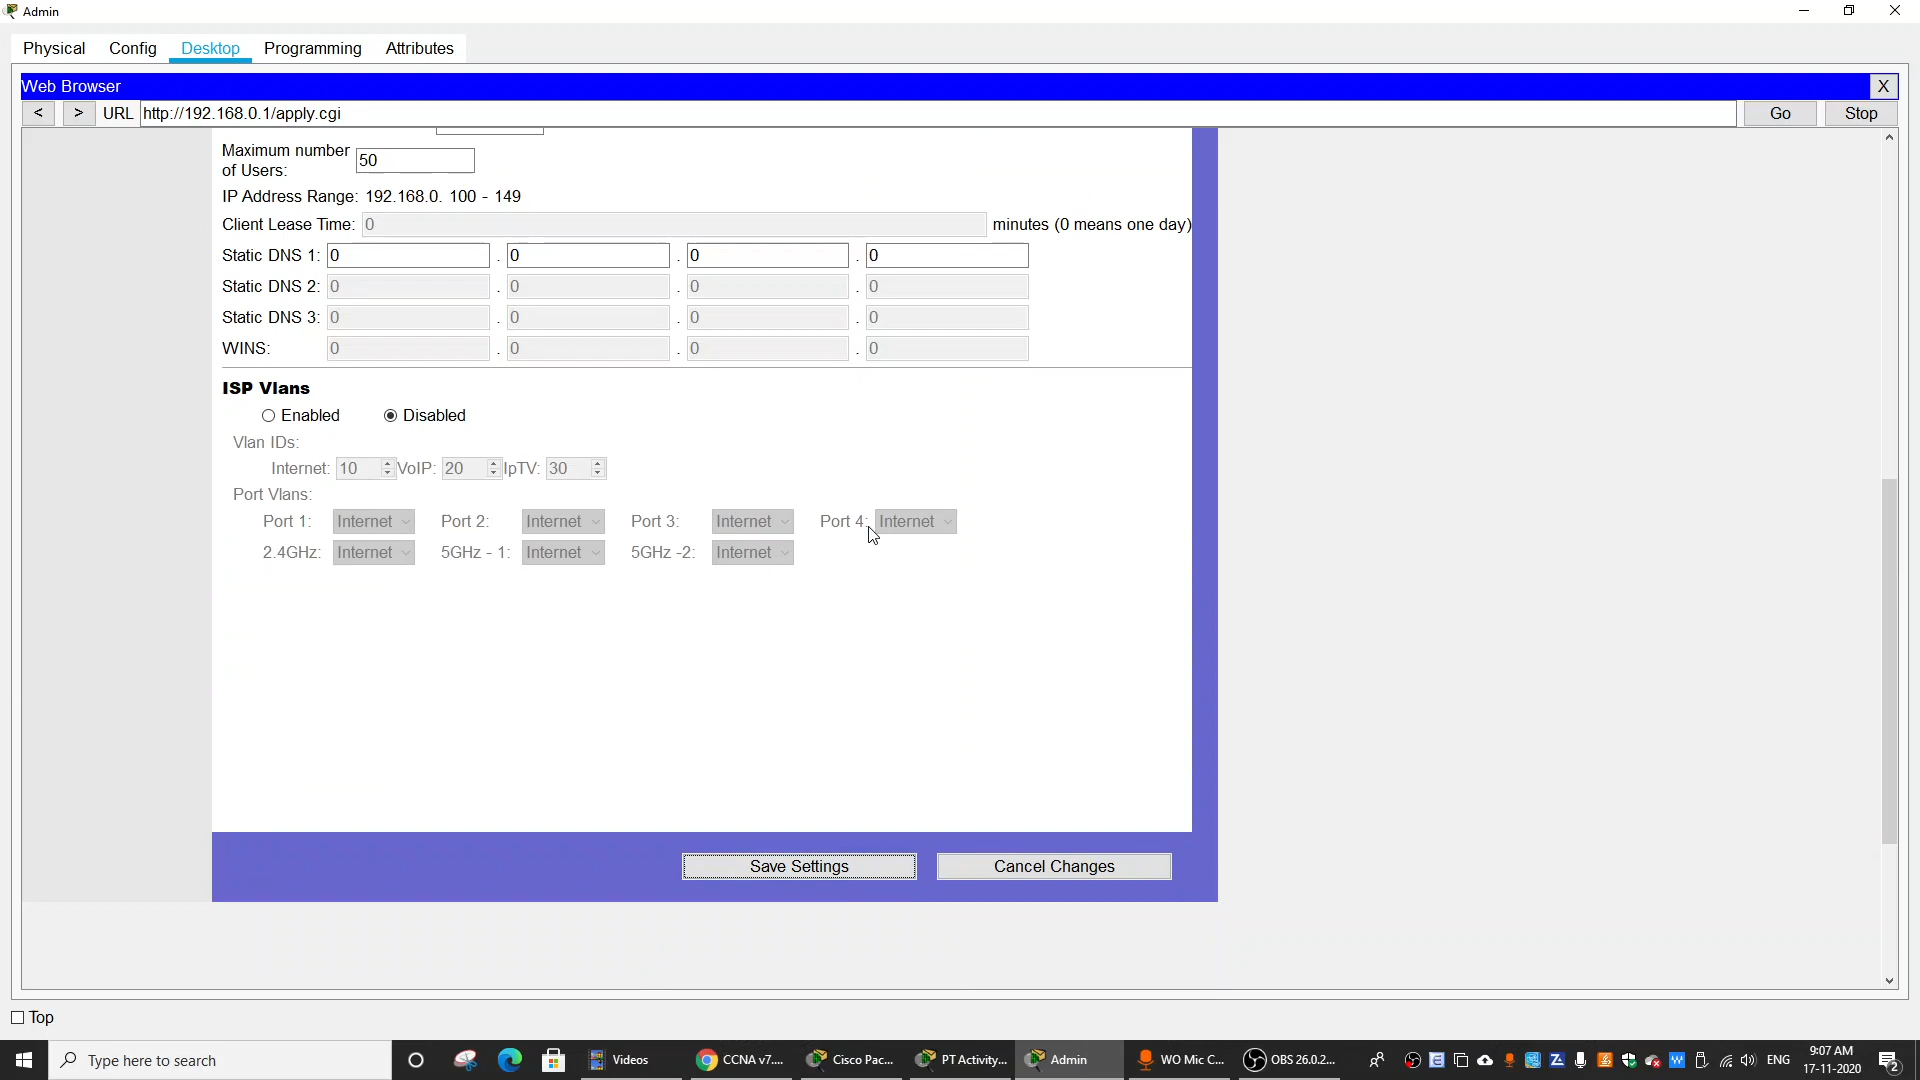 Admin
Physical Config Desktop Programming Attributes
Web Browser X
< > URL http://192.168.0.1/apply.cgi Go Stop
Maximum number
of Users: 50
IP Address Range: 192.168.0. 100 - 149
Client Lease Time: 0 minutes (0 means one day)
Static DNS 1: 0 . 0 . 0 . 0
Static DNS 2: 0 . 0 . 0 . 0
Static DNS 3: 0 . 0 . 0 . 0
WINS: 0 . 0 . 0 . 0
ISP Vlans
Enabled Disabled
Vlan IDs:
Internet: 10 VoIP: 20 IpTV: 30
Port Vlans:
Port 1: Internet Port 2: Internet Port 3: Internet Port 4: Internet
2.4GHz: Internet 5GHz - 1: Internet 5GHz -2: Internet
Save Settings Cancel Changes
Top
Type here to search Videos CCNA v7.... Cisco Pac... PT Activity... Admin WO Mic C... OBS 26.0.2... ENG 9:07 AM
17-11-2020 2